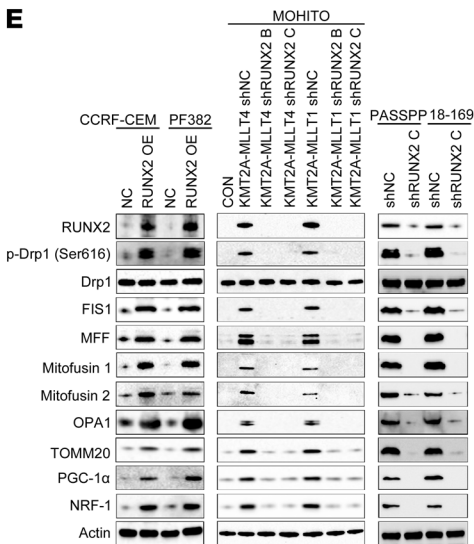 E
MOHITO
CCRF-CEM PF382
PASSPP 18-169
NC
RUNX2 OE
NC
RUNX2 OE
CON
KMT2A-MLLT4 shNC
KMT2A-MLLT4 shRUNX2 B
KMT2A-MLLT4 shRUNX2 C
KMT2A-MLLT1 shNC
KMT2A-MLLT1 shRUNX2 B
KMT2A-MLLT1 shRUNX2 C
shNC
shRUNX2 C
shNC
shRUNX2 C
RUNX2
p-Drp1 (Ser616)
Drp1
FIS1
MFF
Mitofusin 1
Mitofusin 2
OPA1
TOMM20
PGC-1α
NRF-1
Actin